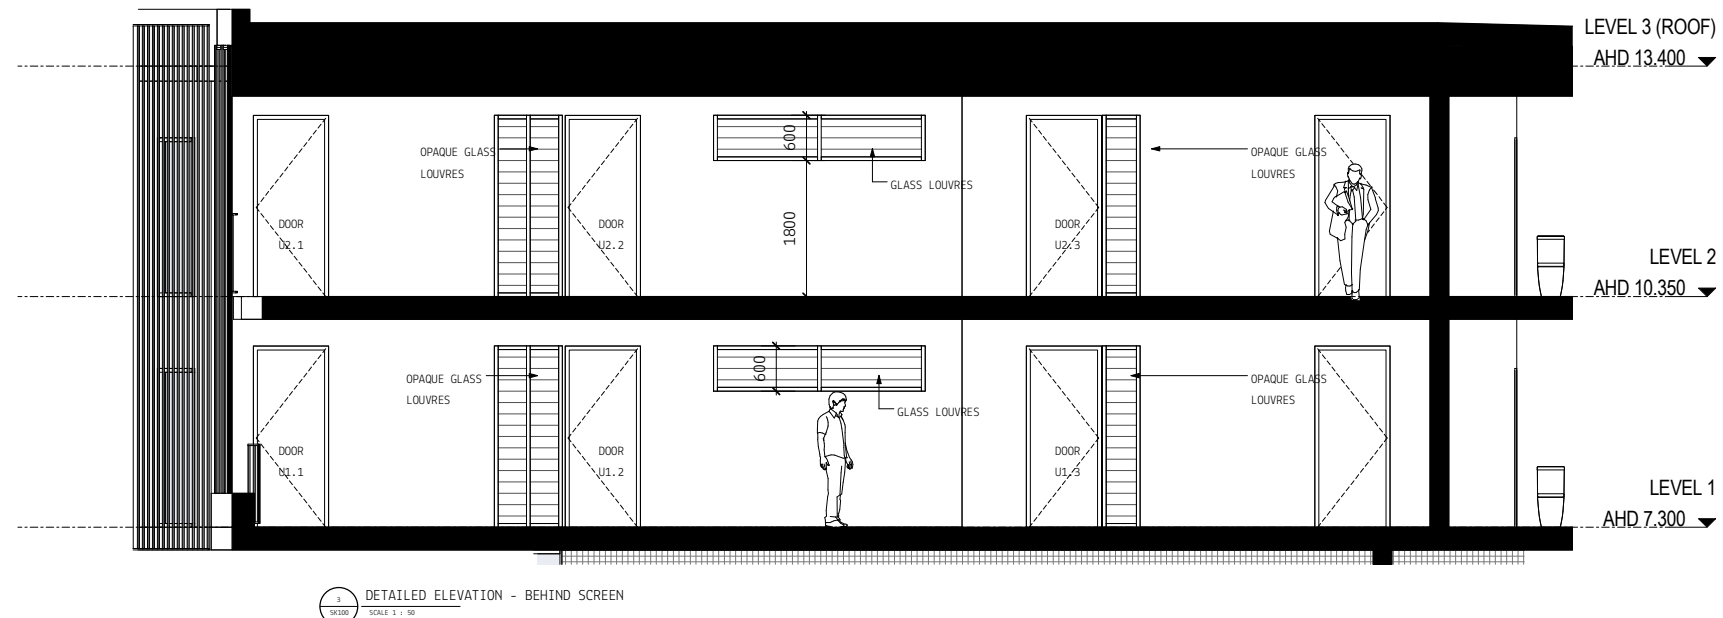 LEVEL 3 (ROOF)
AHD 13.400
600
OPAQUE GLASS
LOUVRES
GLASS LOUVRES
OPAQUE GLASS
LOUVRES
1800
DOOR
U2.1
DOOR
U2.2
DOOR
U2.3
LEVEL 2
AHD 10.350
600
OPAQUE GLASS
LOUVRES
GLASS LOUVRES
OPAQUE GLASS
LOUVRES
DOOR
U1.1
DOOR
U1.2
DOOR
U1.3
LEVEL 1
AHD 7.300
3
SK100
DETAILED ELEVATION - BEHIND SCREEN
SCALE 1 : 50